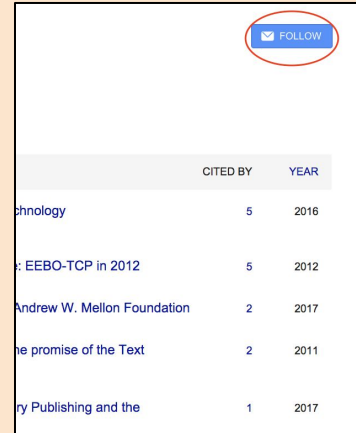 FOLLOW
CITED BY YEAR
chnology 5 2016
: EEBO-TCP in 2012 5 2012
Andrew W. Mellon Foundation 2 2017
he promise of the Text 2 2011
ry Publishing and the 1 2017